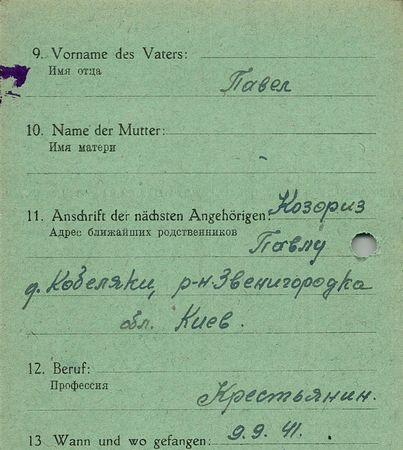 9. Vorname des Vaters:
Имя отца
Павел
10. Name der Mutter:
Имя матери
11. Anschrift der nächsten Angehörigen: Козориз
Адрес ближайших родственников Павлу
д. Кобеляки, р-н Звенигородка
обл. Киев.
12. Beruf:
Профессия
Крестьянин.
13 Wann und wo gefangen: 9.9.41.